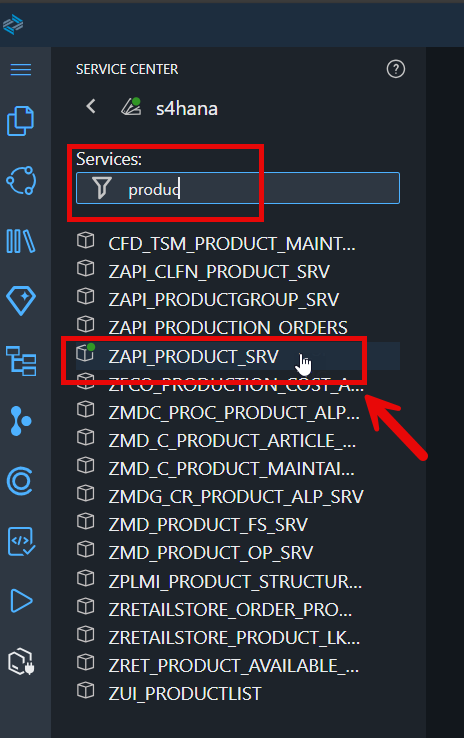 SERVICE CENTER
s4hana
Services:
produc
CFD_TSM_PRODUCT_MAINT...
ZAPI_CLFN_PRODUCT_SRV
ZAPI_PRODUCTGROUP_SRV
ZAPI_PRODUCTION_ORDERS
ZAPI_PRODUCT_SRV
ZFCO_PRODUCTION_COST_A...
ZMDC_PROC_PRODUCT_ALP...
ZMD_C_PRODUCT_ARTICLE_...
ZMD_C_PRODUCT_MAINTAI...
ZMDG_CR_PRODUCT_ALP_SRV
ZMD_PRODUCT_FS_SRV
ZMD_PRODUCT_OP_SRV
ZPLMI_PRODUCT_STRUCTUR...
ZRETAILSTORE_ORDER_PRO...
ZRETAILSTORE_PRODUCT_LK...
ZRET_PRODUCT_AVAILABLE_...
ZUI_PRODUCTLIST